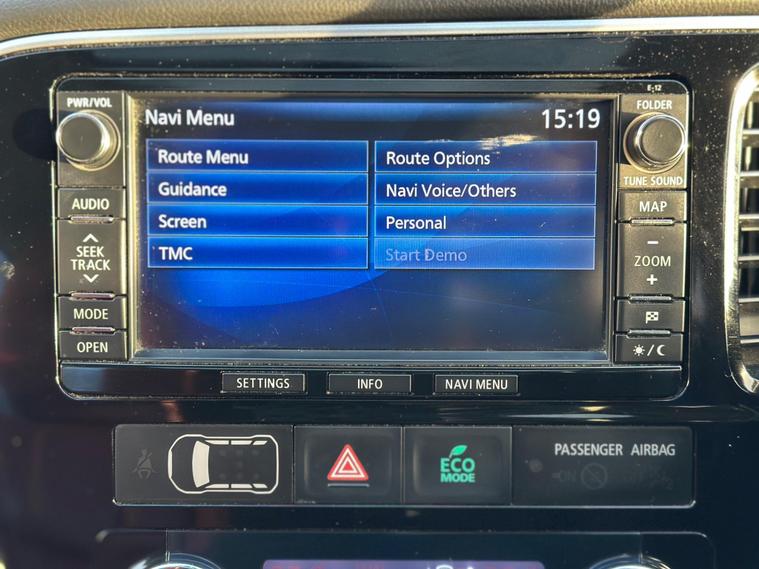 E-12
PWR/VOL
FOLDER
TUNE SOUND
Navi Menu
15:19
Route Menu
Route Options
Guidance
Navi Voice/Others
Screen
Personal
TMC
Start Demo
AUDIO
SEEK
TRACK
MODE
OPEN
MAP
ZOOM
SETTINGS
INFO
NAVI MENU
ECO
MODE
PASSENGER AIRBAG
ON